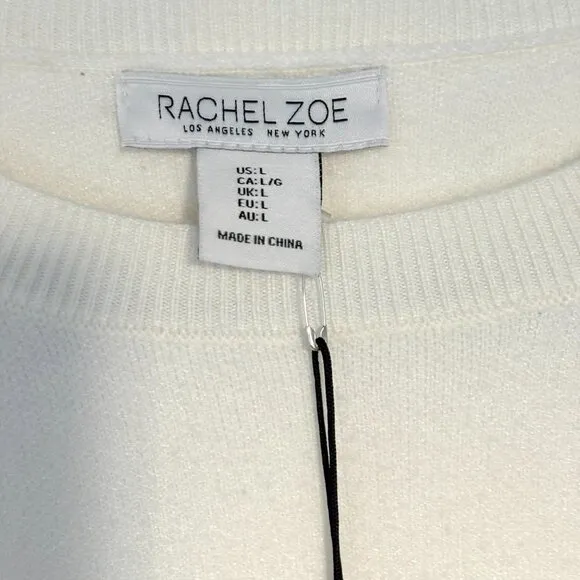 RACHEL ZOE
LOS ANGELES NEW YORK
US: L
CA: L/G
UK: L
EU: L
AU: L
MADE IN CHINA